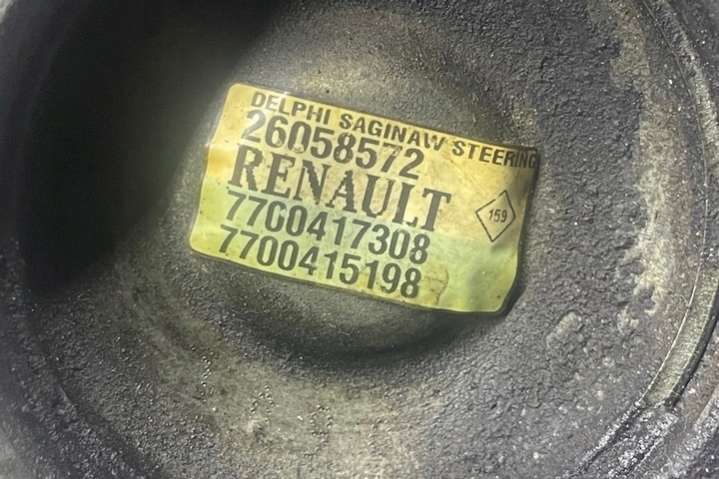 DELPHI SAGINAW STEERING
26058572
RENAULT
159
7700417308
7700415198